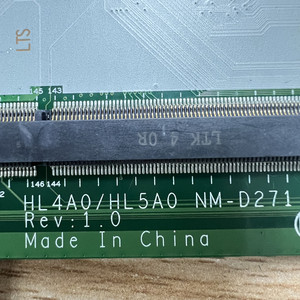 LTS
145 143
LTK 4.0R
146 144
HL4A0/HL5A0 NM-D271
Rev:1.0
Made In China